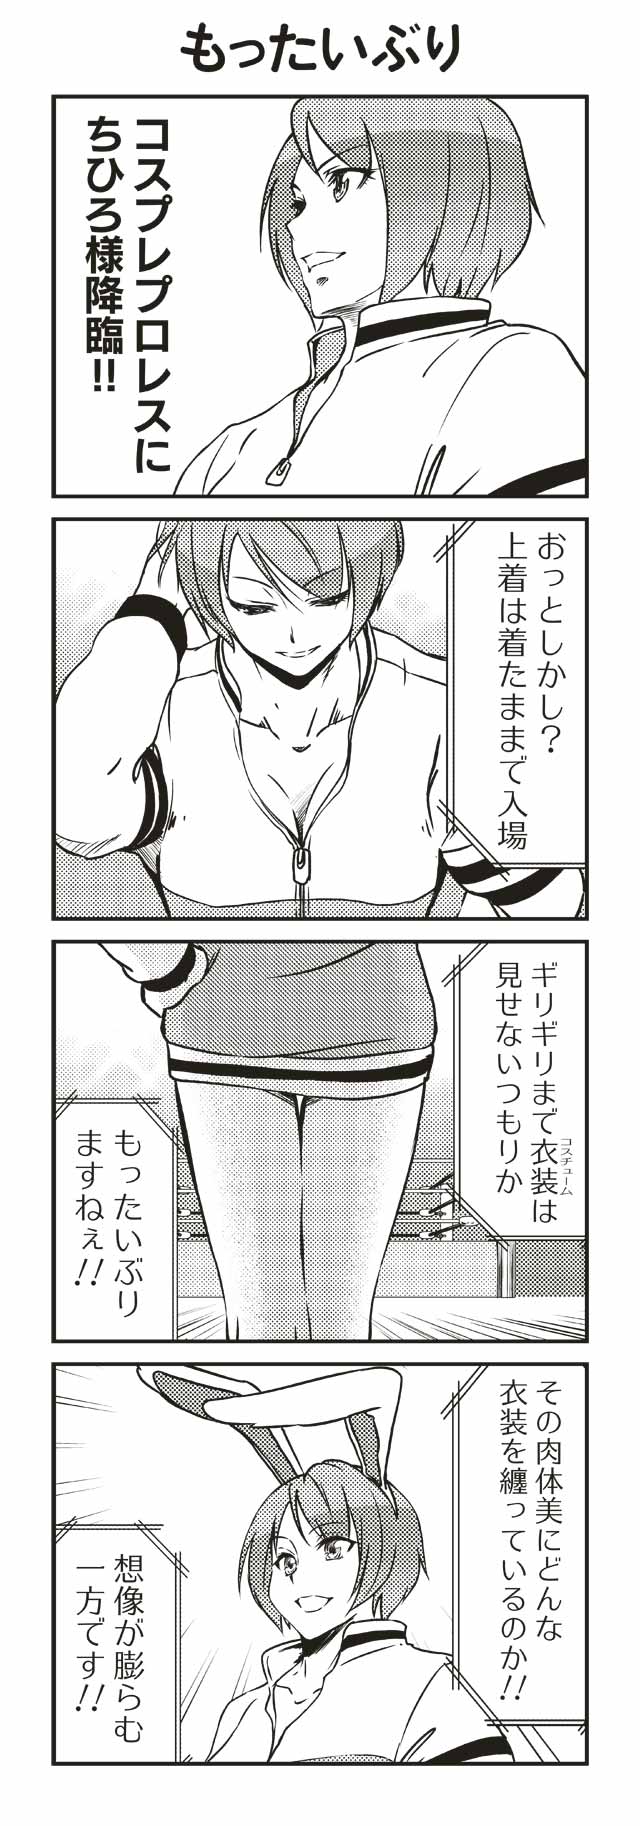 もったいぶり
コスプレプロレスに
ちひろ様降臨!!
おっとしかし?
上着は着たままで入場
ギリギリまで衣装は
コスチューム
見せないつもりか
もったいぶり
ますねぇ!!
その肉体美にどんな
衣装を纏っているのか!!
想像が膨らむ
一方です!!